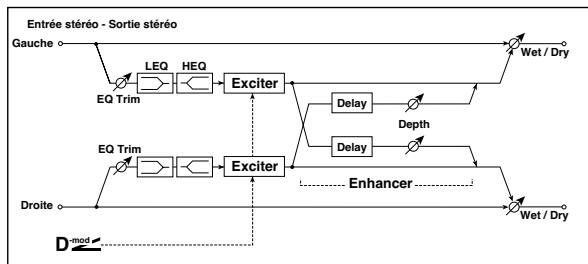 Entrée stéréo - Sortie stéréo
Gauche
Wet / Dry
LEQ HEQ
EQ Trim
Exciter
Delay
Depth
EQ Trim
Delay
Exciter
Enhancer
Droite
Wet / Dry
D-mod